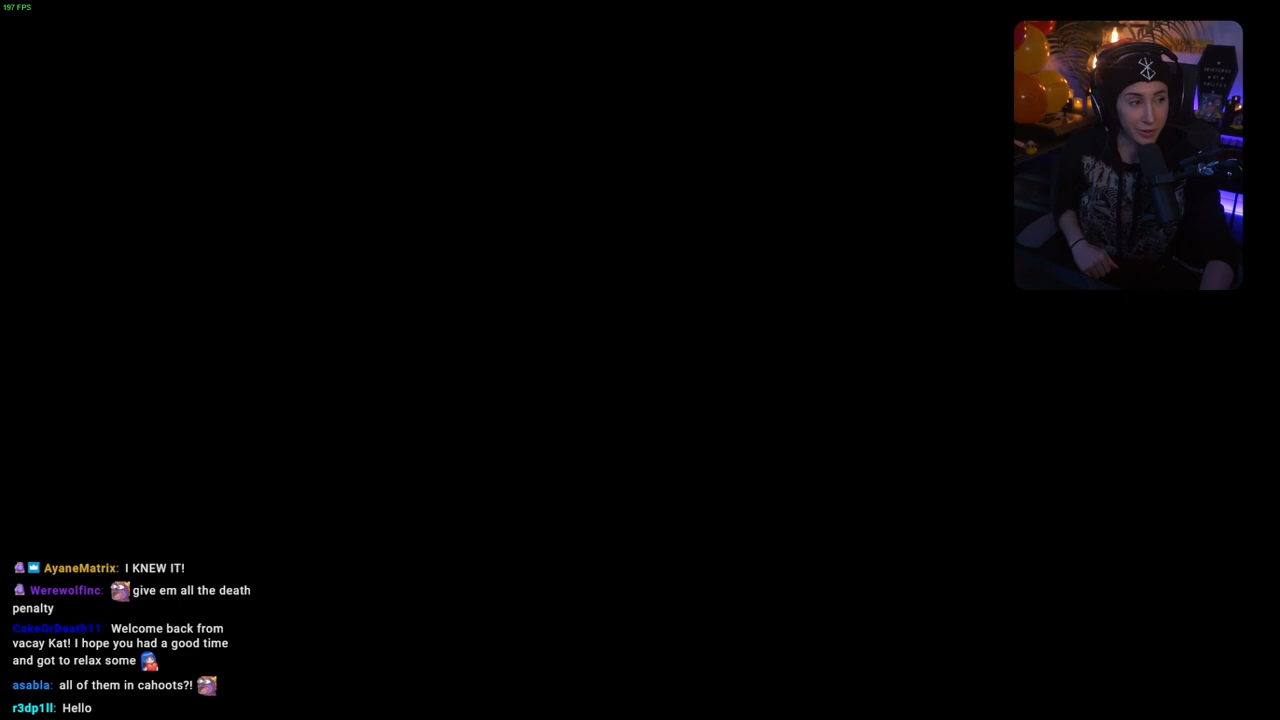 197 FPS
AyaneMatrix: I KNEW IT!
Werewolfinc: give em all the death
penalty
CakeOrDeath11: Welcome back from
vacay Kat! I hope you had a good time
and got to relax some
asabla: all of them in cahoots?!
r3dp1ll: Hello